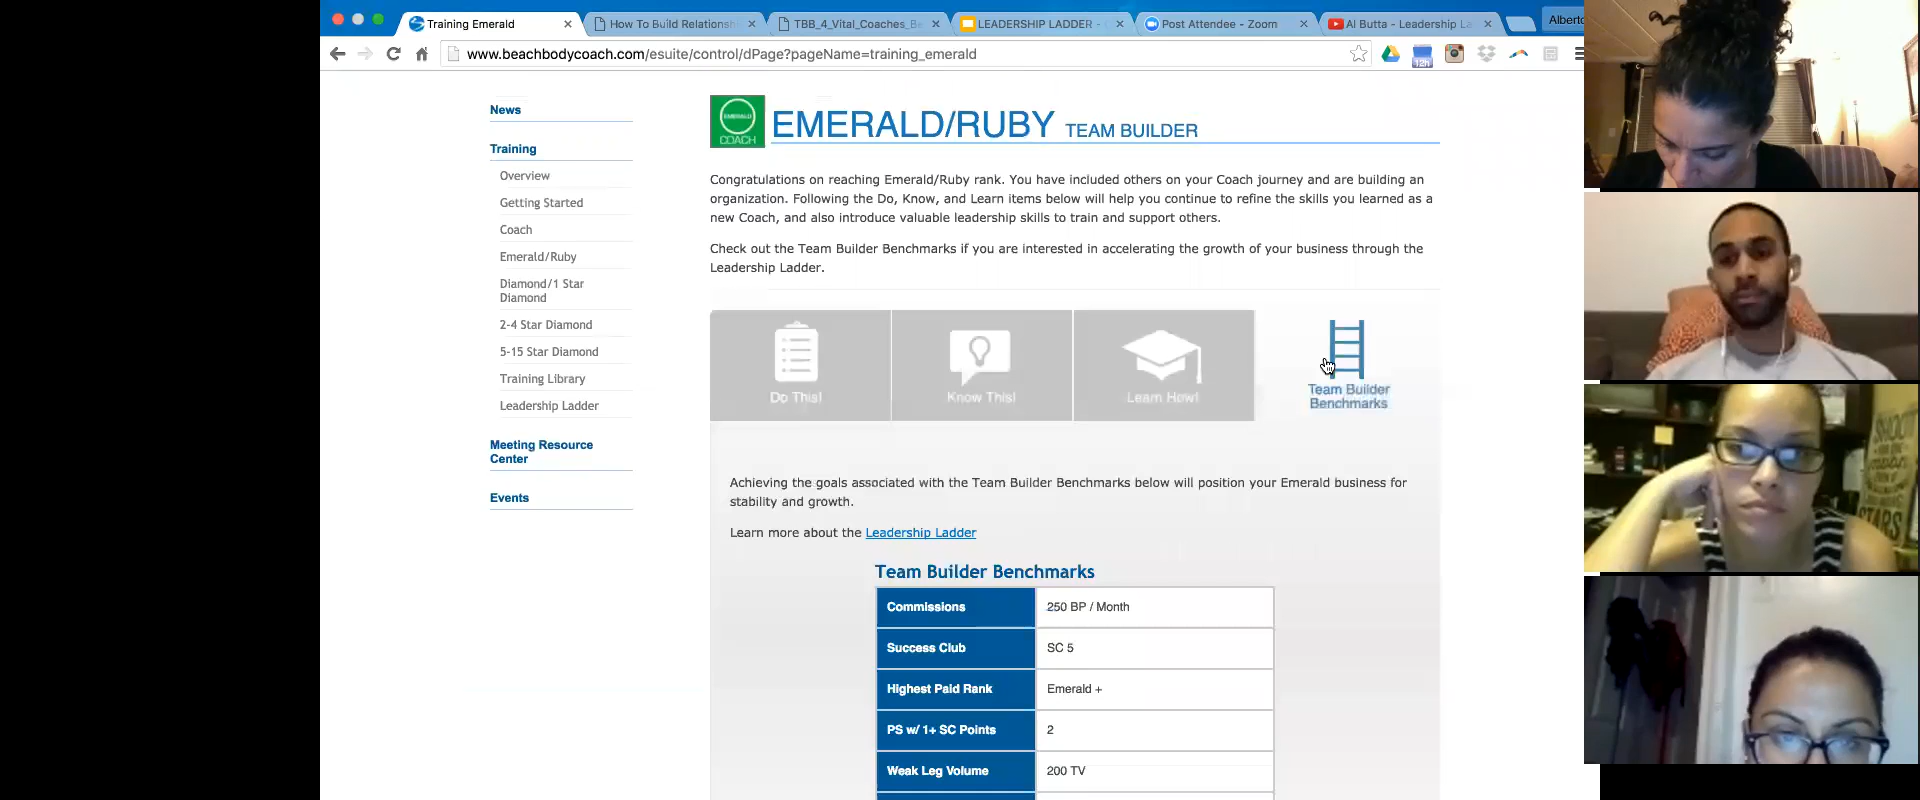 Training Emerald
How To Build Relationsh
TBB_4_Vital_Coaches_Be
LEADERSHIP LADDER -
Post Attendee - Zoom
Al Butta - Leadership La
Alberto
www.beachbodycoach.com/esuite/control/dPage?pageName=training_emerald
12h
News
Training
Overview
Getting Started
Coach
Emerald/Ruby
Diamond/1 Star
Diamond
2-4 Star Diamond
5-15 Star Diamond
Training Library
Leadership Ladder
Meeting Resource
Center
Events
EMERALD
COACH
EMERALD/RUBY TEAM BUILDER
Congratulations on reaching Emerald/Ruby rank. You have included others on your Coach journey and are building an
organization. Following the Do, Know, and Learn items below will help you continue to refine the skills you learned as a
new Coach, and also introduce valuable leadership skills to train and support others.
Check out the Team Builder Benchmarks if you are interested in accelerating the growth of your business through the
Leadership Ladder.
Do This!
Know This!
Learn How!
Team Builder
Benchmarks
Achieving the goals associated with the Team Builder Benchmarks below will position your Emerald business for
stability and growth.
Learn more about the Leadership Ladder
Team Builder Benchmarks
Commissions 250 BP / Month
Success Club SC 5
Highest Paid Rank Emerald +
PS w/ 1+ SC Points 2
Weak Leg Volume 200 TV
SHOOT
STARS